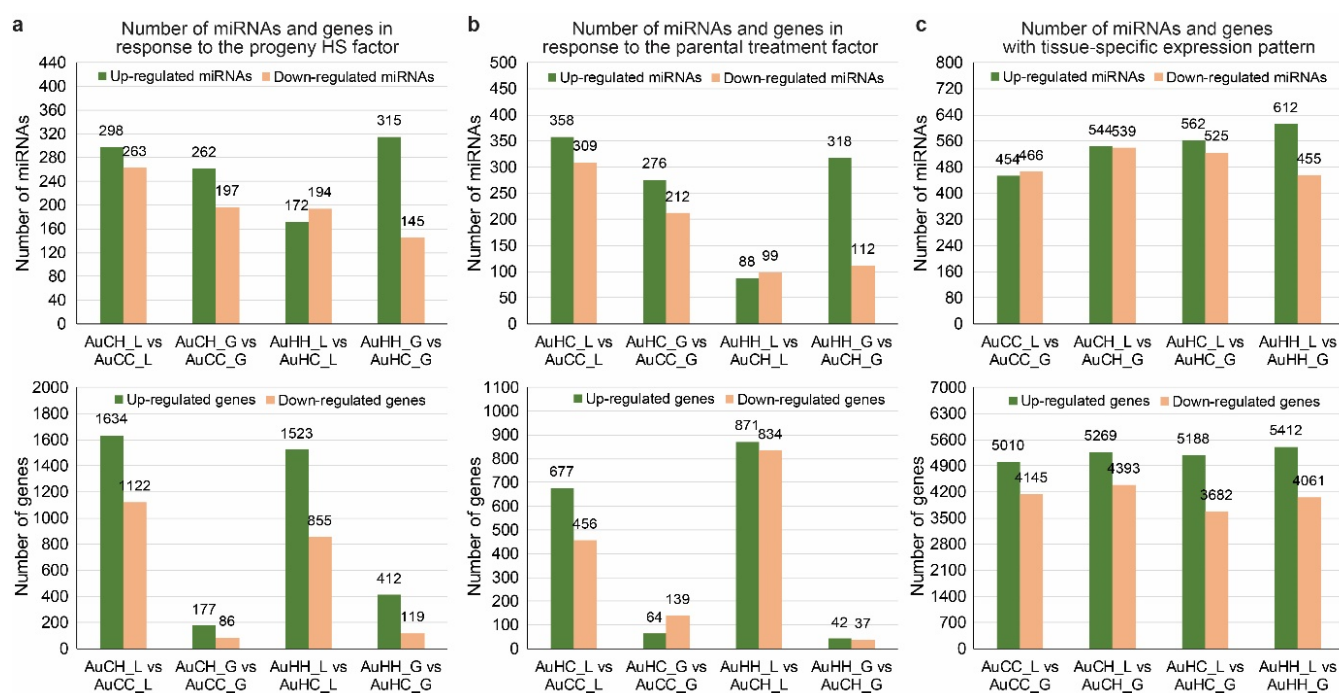 a
Number of miRNAs and genes in
response to the progeny HS factor
Number of miRNAs
440
400
360
320
280
240
200
160
120
80
40
0
Up-regulated miRNAs
Down-regulated miRNAs
298
263
262
197
172
194
315
145
AuCH_L vs
AuCC_L
AuCH_G vs
AuCC_G
AuHH_L vs
AuHC_L
AuHH_G vs
AuHC_G
Number of genes
2000
1800
1600
1400
1200
1000
800
600
400
200
0
Up-regulated genes
Down-regulated genes
1634
1122
177
86
1523
855
412
119
AuCH_L vs
AuCC_L
AuCH_G vs
AuCC_G
AuHH_L vs
AuHC_L
AuHH_G vs
AuHC_G
b
Number of miRNAs and genes in
response to the parental treatment factor
Number of miRNAs
500
450
400
350
300
250
200
150
100
50
0
Up-regulated miRNAs
Down-regulated miRNAs
358
309
276
212
88
99
318
112
AuHC_L vs
AuCC_L
AuHC_G vs
AuCC_G
AuHH_L vs
AuCH_L
AuHH_G vs
AuCH_G
Number of genes
1100
1000
900
800
700
600
500
400
300
200
100
0
Up-regulated genes
Down-regulated genes
677
456
64
139
871
834
42
37
AuHC_L vs
AuCC_L
AuHC_G vs
AuCC_G
AuHH_L vs
AuCH_L
AuHH_G vs
AuCH_G
c
Number of miRNAs and genes
with tissue-specific expression pattern
Number of miRNAs
800
720
640
560
480
400
320
240
160
80
0
Up-regulated miRNAs
Down-regulated miRNAs
454
466
544
539
562
525
612
455
AuCC_L vs
AuCC_G
AuCH_L vs
AuCH_G
AuHC_L vs
AuHC_G
AuHH_L vs
AuHH_G
Number of genes
7000
6300
5600
4900
4200
3500
2800
2100
1400
700
0
Up-regulated genes
Down-regulated genes
5010
4145
5269
4393
5188
3682
5412
4061
AuCC_L vs
AuCC_G
AuCH_L vs
AuCH_G
AuHC_L vs
AuHC_G
AuHH_L vs
AuHH_G